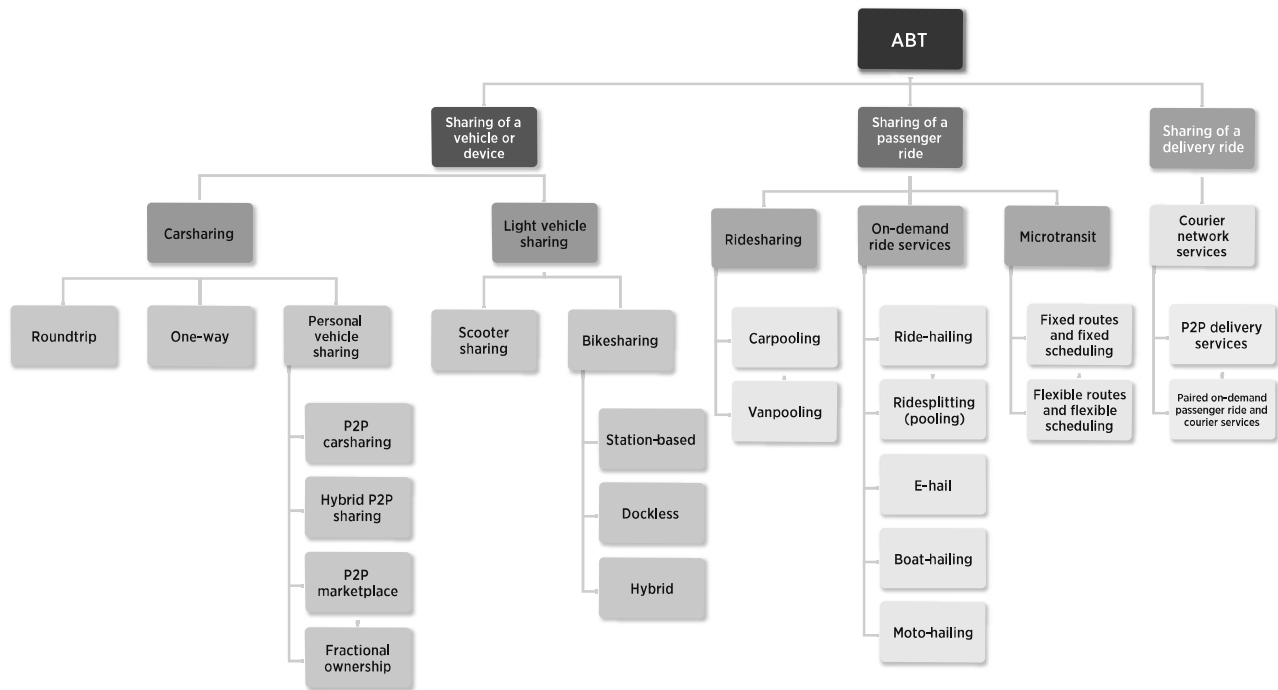 ABT
Sharing of a
vehicle or
device
Sharing of a
passenger
ride
Sharing of a
delivery ride
Carsharing
Light vehicle
sharing
Ridesharing
On-demand
ride services
Microtransit
Courier
network
services
Roundtrip
One-way
Personal
vehicle
sharing
Scooter
sharing
Bikesharing
Carpooling
Vanpooling
Ride-hailing
Ridesplitting
(pooling)
E-hail
Boat-hailing
Moto-hailing
Fixed routes
and fixed
scheduling
Flexible routes
and flexible
scheduling
P2P delivery
services
Paired on-demand
passenger ride and
courier services
P2P
carsharing
Hybrid P2P
sharing
P2P
marketplace
Fractional
ownership
Station-based
Dockless
Hybrid